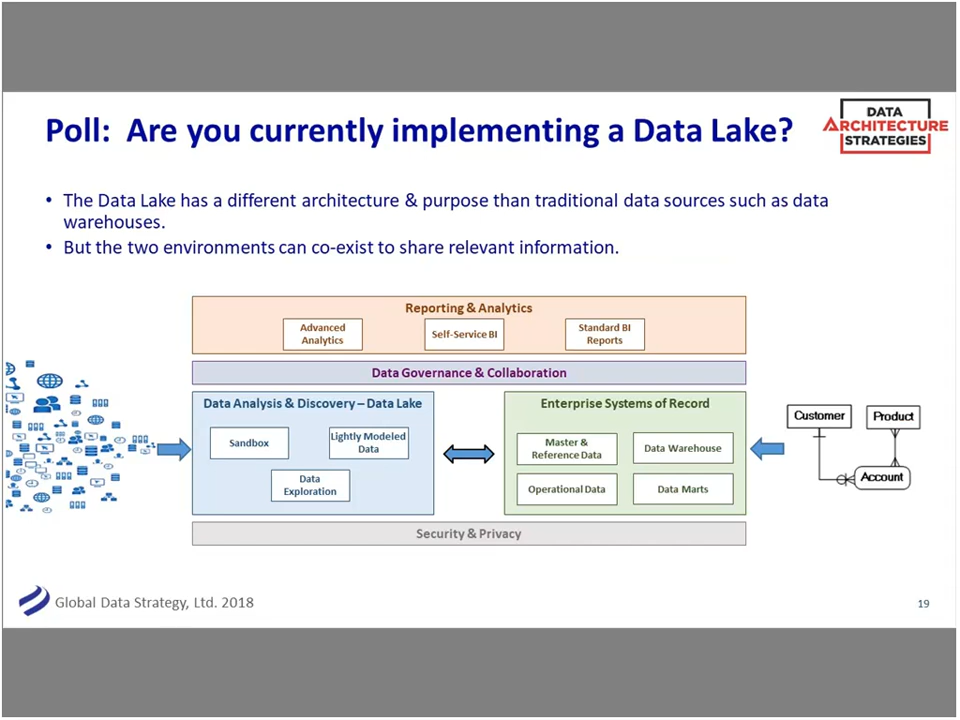 Poll: Are you currently implementing a Data Lake?
DATA
ARCHITECTURE
STRATEGIES
• The Data Lake has a different architecture & purpose than traditional data sources such as data
warehouses.
• But the two environments can co-exist to share relevant information.
Reporting & Analytics
Advanced
Analytics
Self-Service BI
Standard BI
Reports
Data Governance & Collaboration
Data Analysis & Discovery – Data Lake
Sandbox
Lightly Modeled
Data
Data
Exploration
Enterprise Systems of Record
Master &
Reference Data
Data Warehouse
Operational Data
Data Marts
Customer
Product
Account
Security & Privacy
Global Data Strategy, Ltd. 2018
19